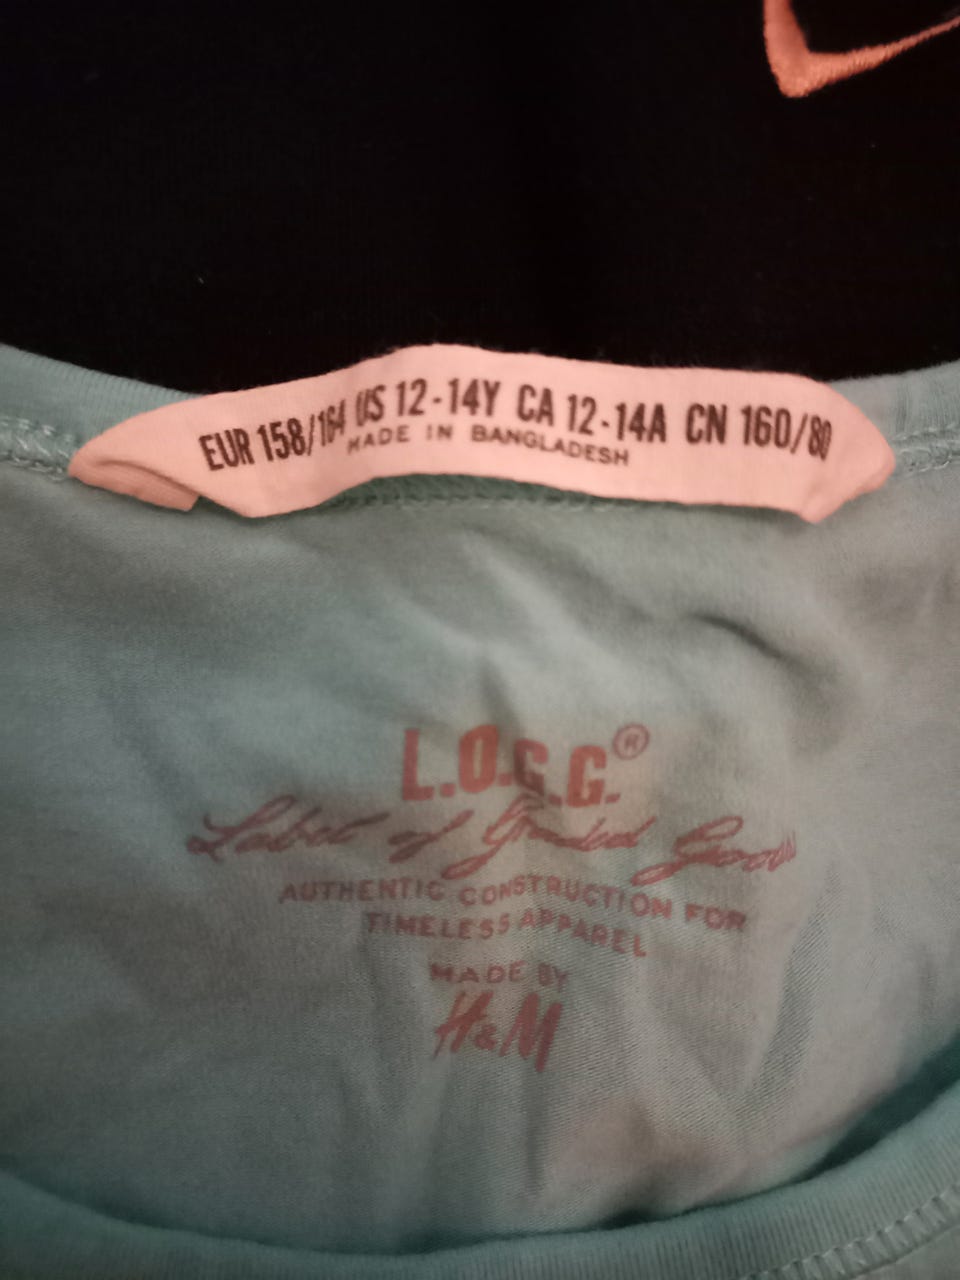 EUR 158/164 US 12-14Y CA 12-14A CN 160/80
MADE IN BANGLADESH
L.O.G.G.®
Label of Graded Goods
AUTHENTIC CONSTRUCTION FOR
TIMELESS APPAREL
MADE BY
H&M